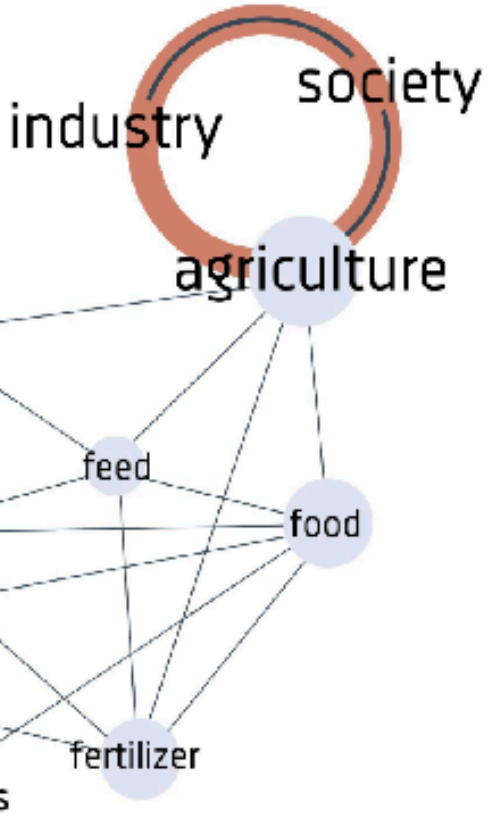 society
industry
agriculture
feed
food
fertilizer
s